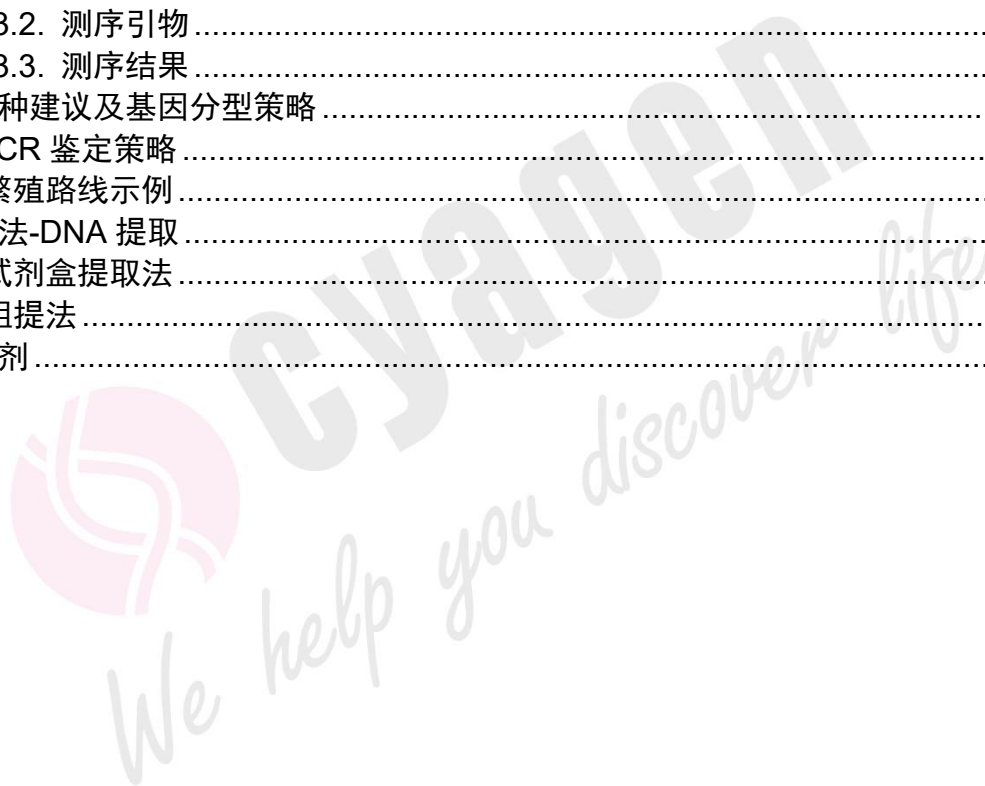 3.2. 测序引物........................................................................
3.3. 测序结果........................................................................
种建议及基因分型策略........................................................................
CR 鉴定策略........................................................................
繁殖路线示例........................................................................
法-DNA 提取........................................................................
试剂盒提取法........................................................................
粗提法........................................................................
剂........................................................................
cyagen
We help you discover life